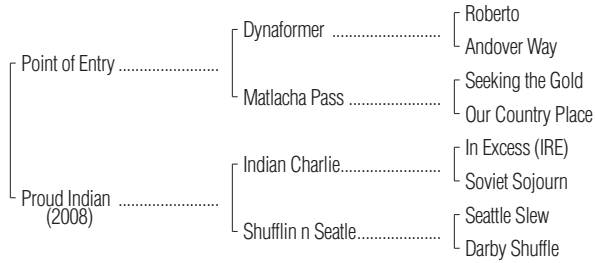 Roberto
Dynaformer
Andover Way
Point of Entry
Seeking the Gold
Matlacha Pass
Our Country Place
In Excess (IRE)
Indian Charlie
Soviet Sojourn
Proud Indian
(2008)
Seattle Slew
Shufflin n Seatle
Darby Shuffle